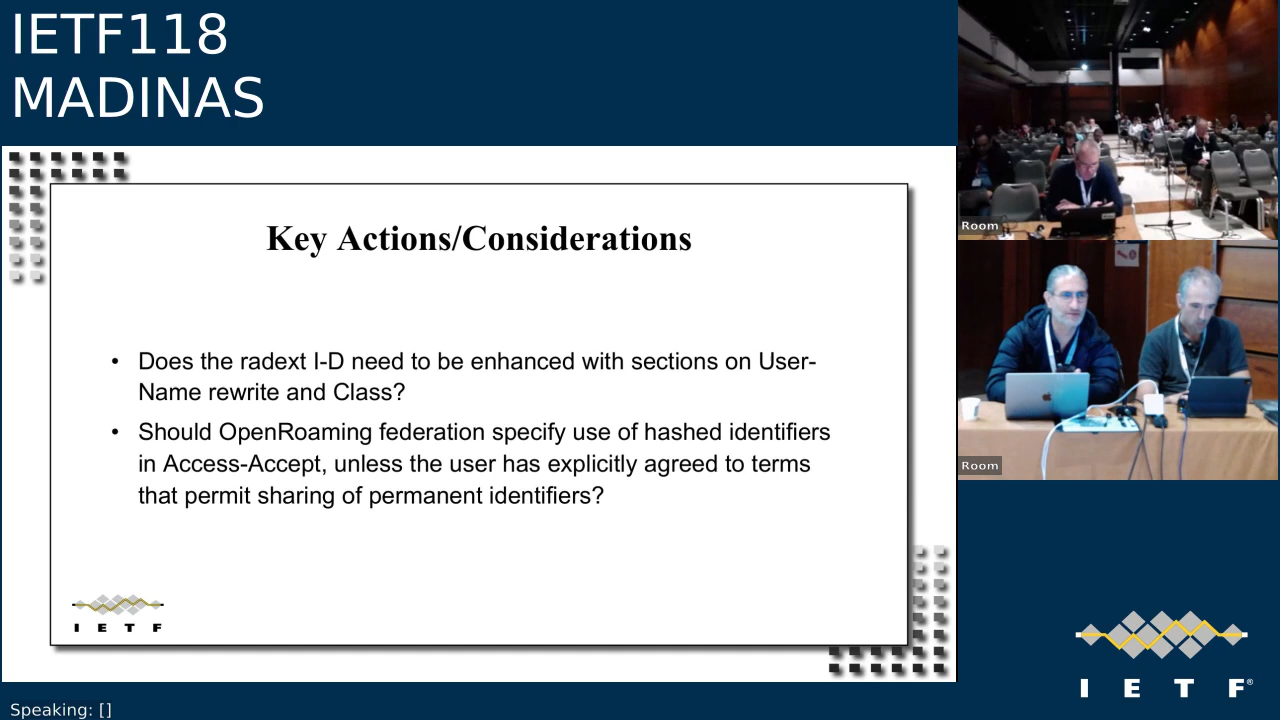 IETF118
MADINAS
Key Actions/Considerations
• Does the radext I-D need to be enhanced with sections on User-
Name rewrite and Class?
• Should OpenRoaming federation specify use of hashed identifiers
in Access-Accept, unless the user has explicitly agreed to terms
that permit sharing of permanent identifiers?
I E T F
Room
Room
I E T F®
Speaking: []